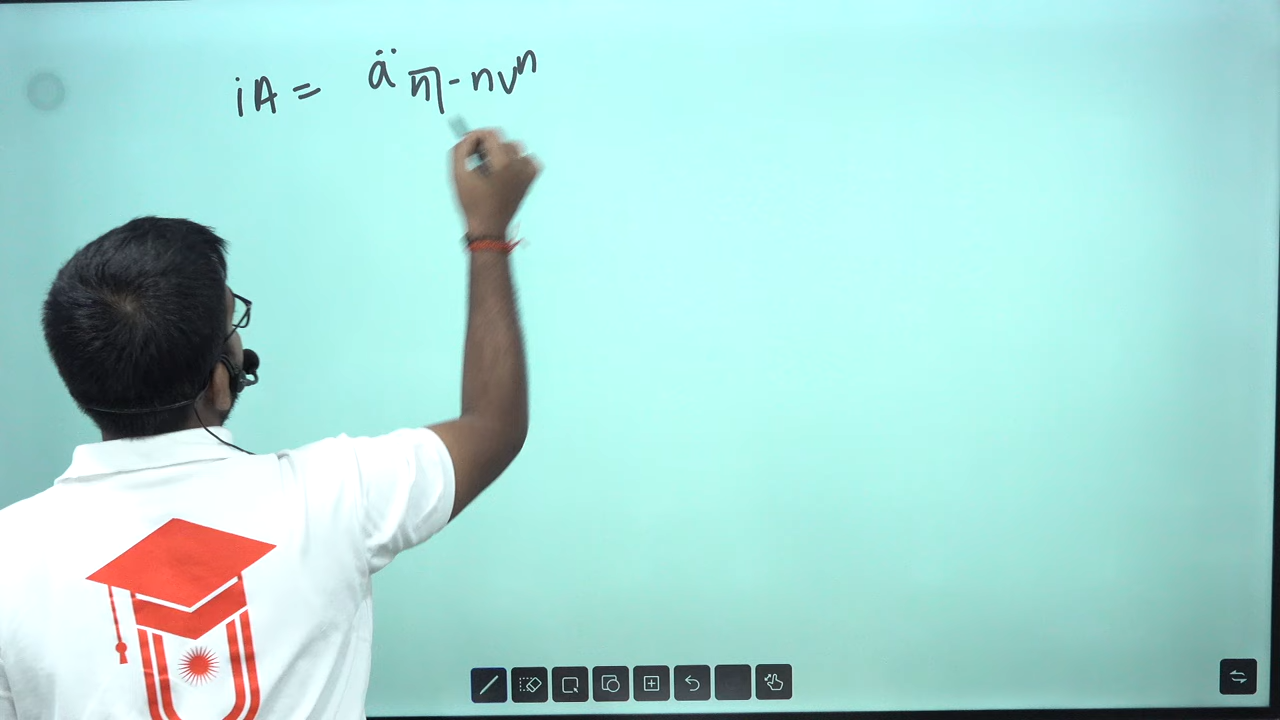 iA = ä n̅| - nvⁿ